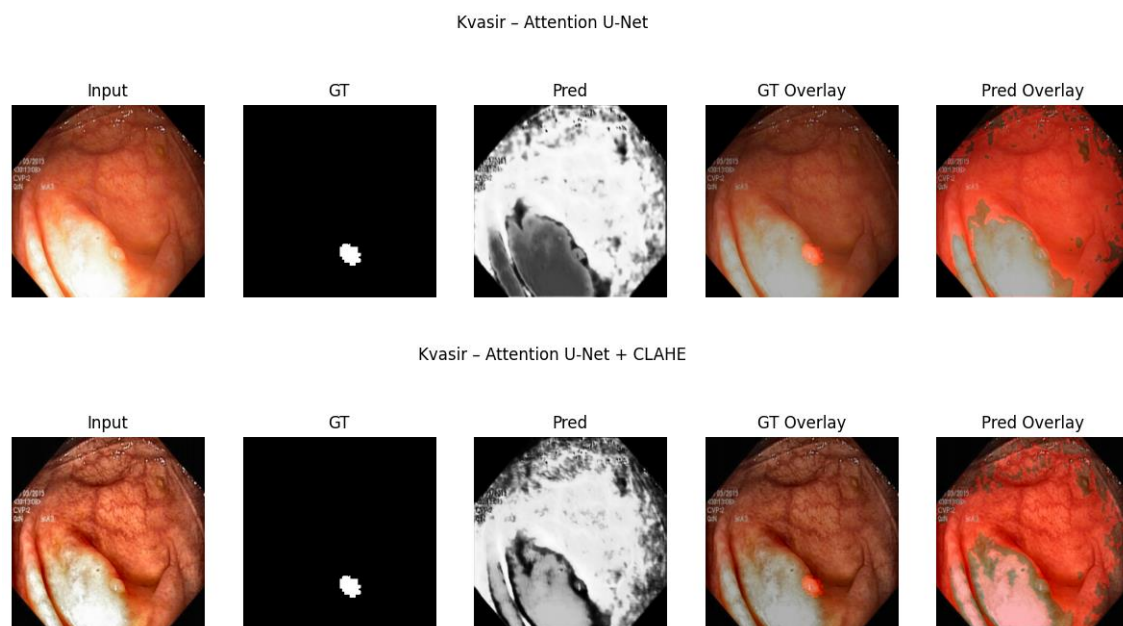 Kvasir – Attention U-Net
Input GT Pred GT Overlay Pred Overlay
Kvasir – Attention U-Net + CLAHE
Input GT Pred GT Overlay Pred Overlay